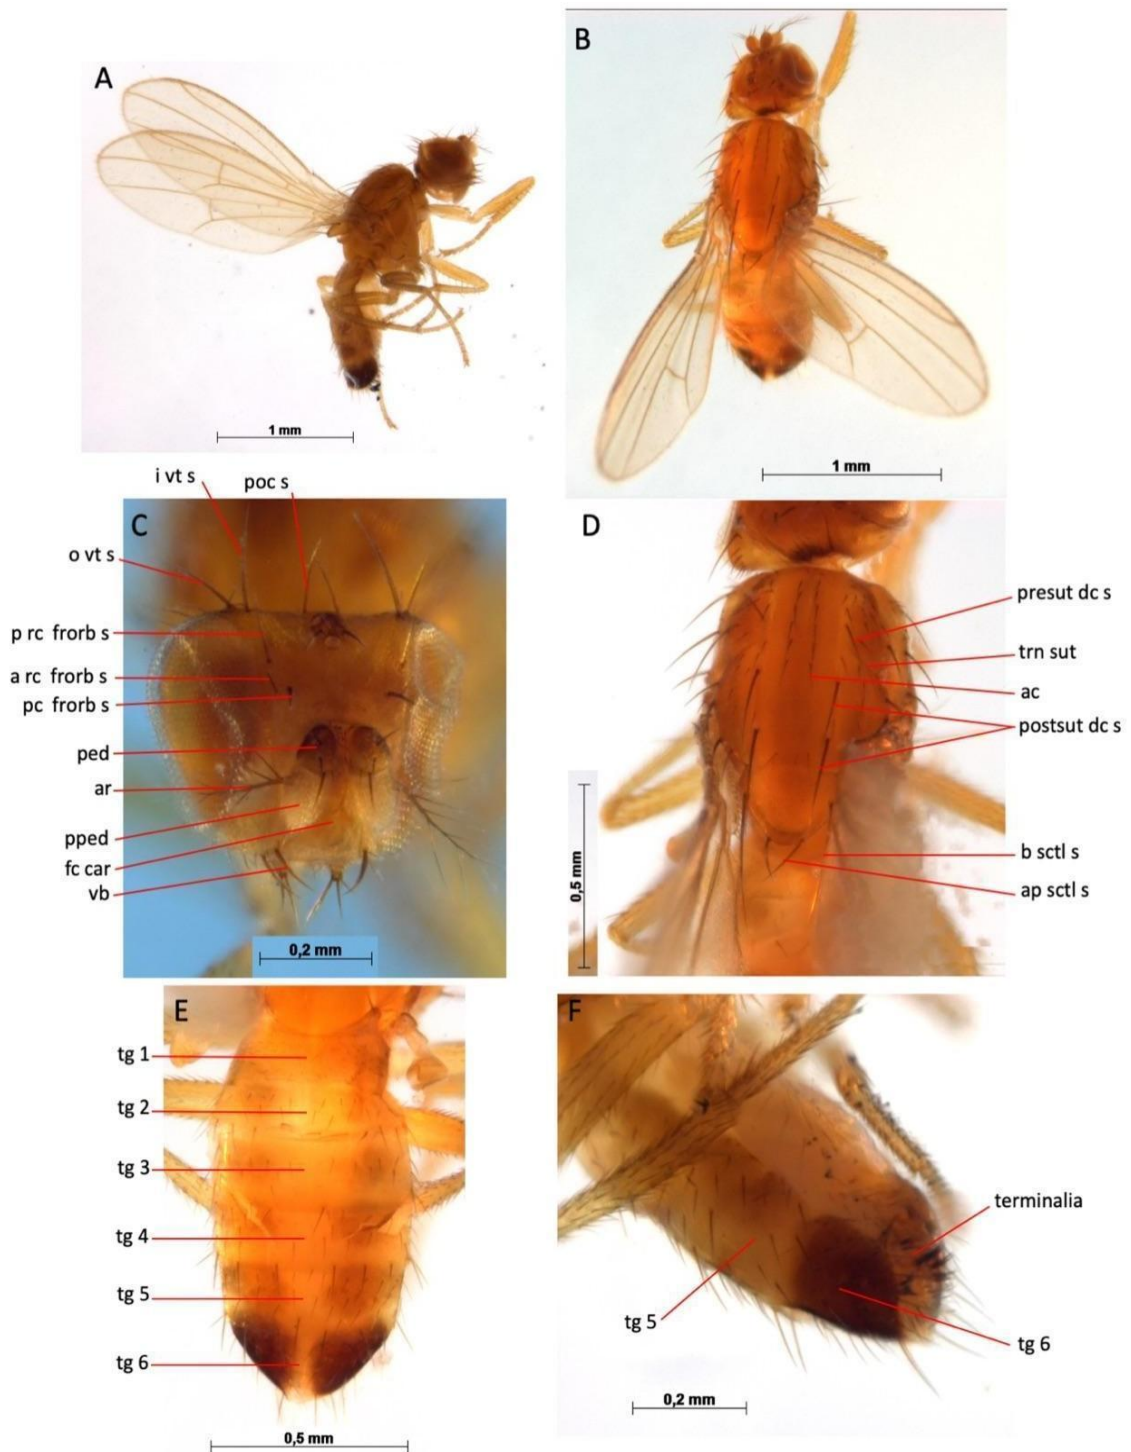 A
1 mm
B
1 mm
C
i vt s
poc s
o vt s
p rc frorb s
a rc frorb s
pc frorb s
ped
ar
pped
fc car
vb
0,2 mm
D
presut dc s
trn sut
ac
postsut dc s
b sctl s
ap sctl s
0,5 mm
E
tg 1
tg 2
tg 3
tg 4
tg 5
tg 6
0,5 mm
F
terminalia
tg 5
tg 6
0,2 mm